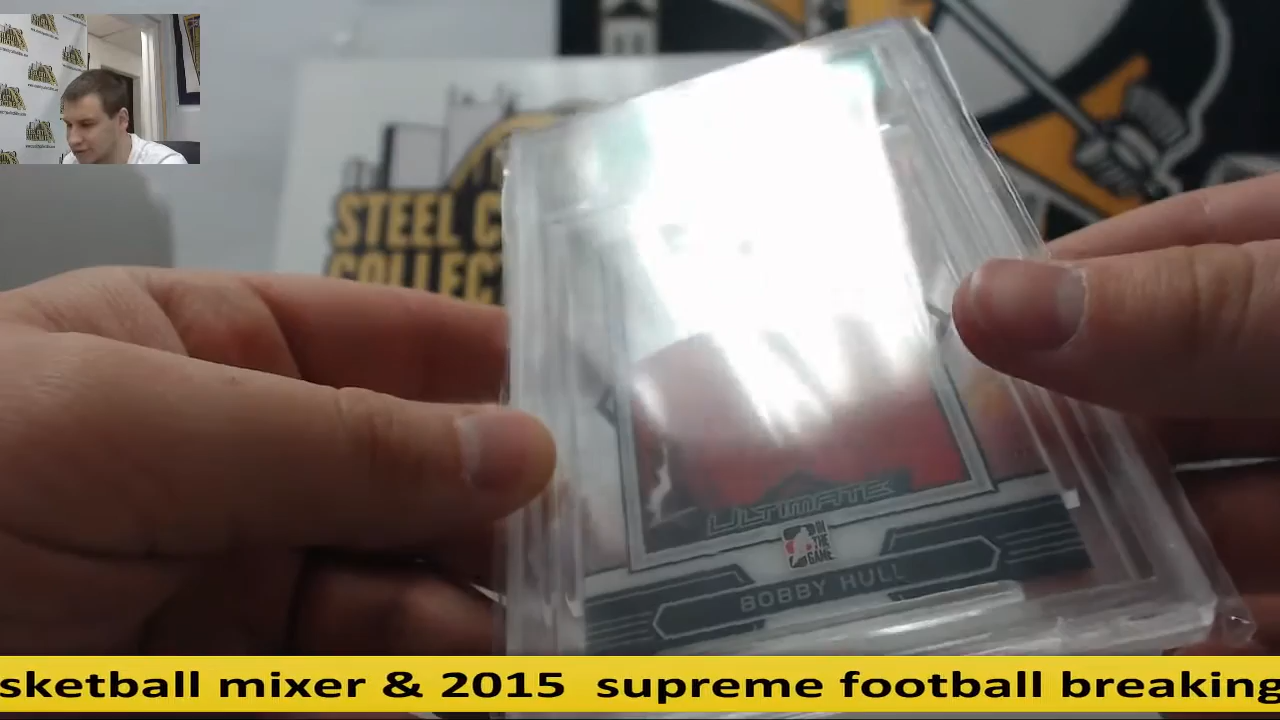 STEEL C
COLLECT
ULTIMATE
IN
THE
GAME
BOBBY HULL
sketball mixer & 2015 supreme football breaking